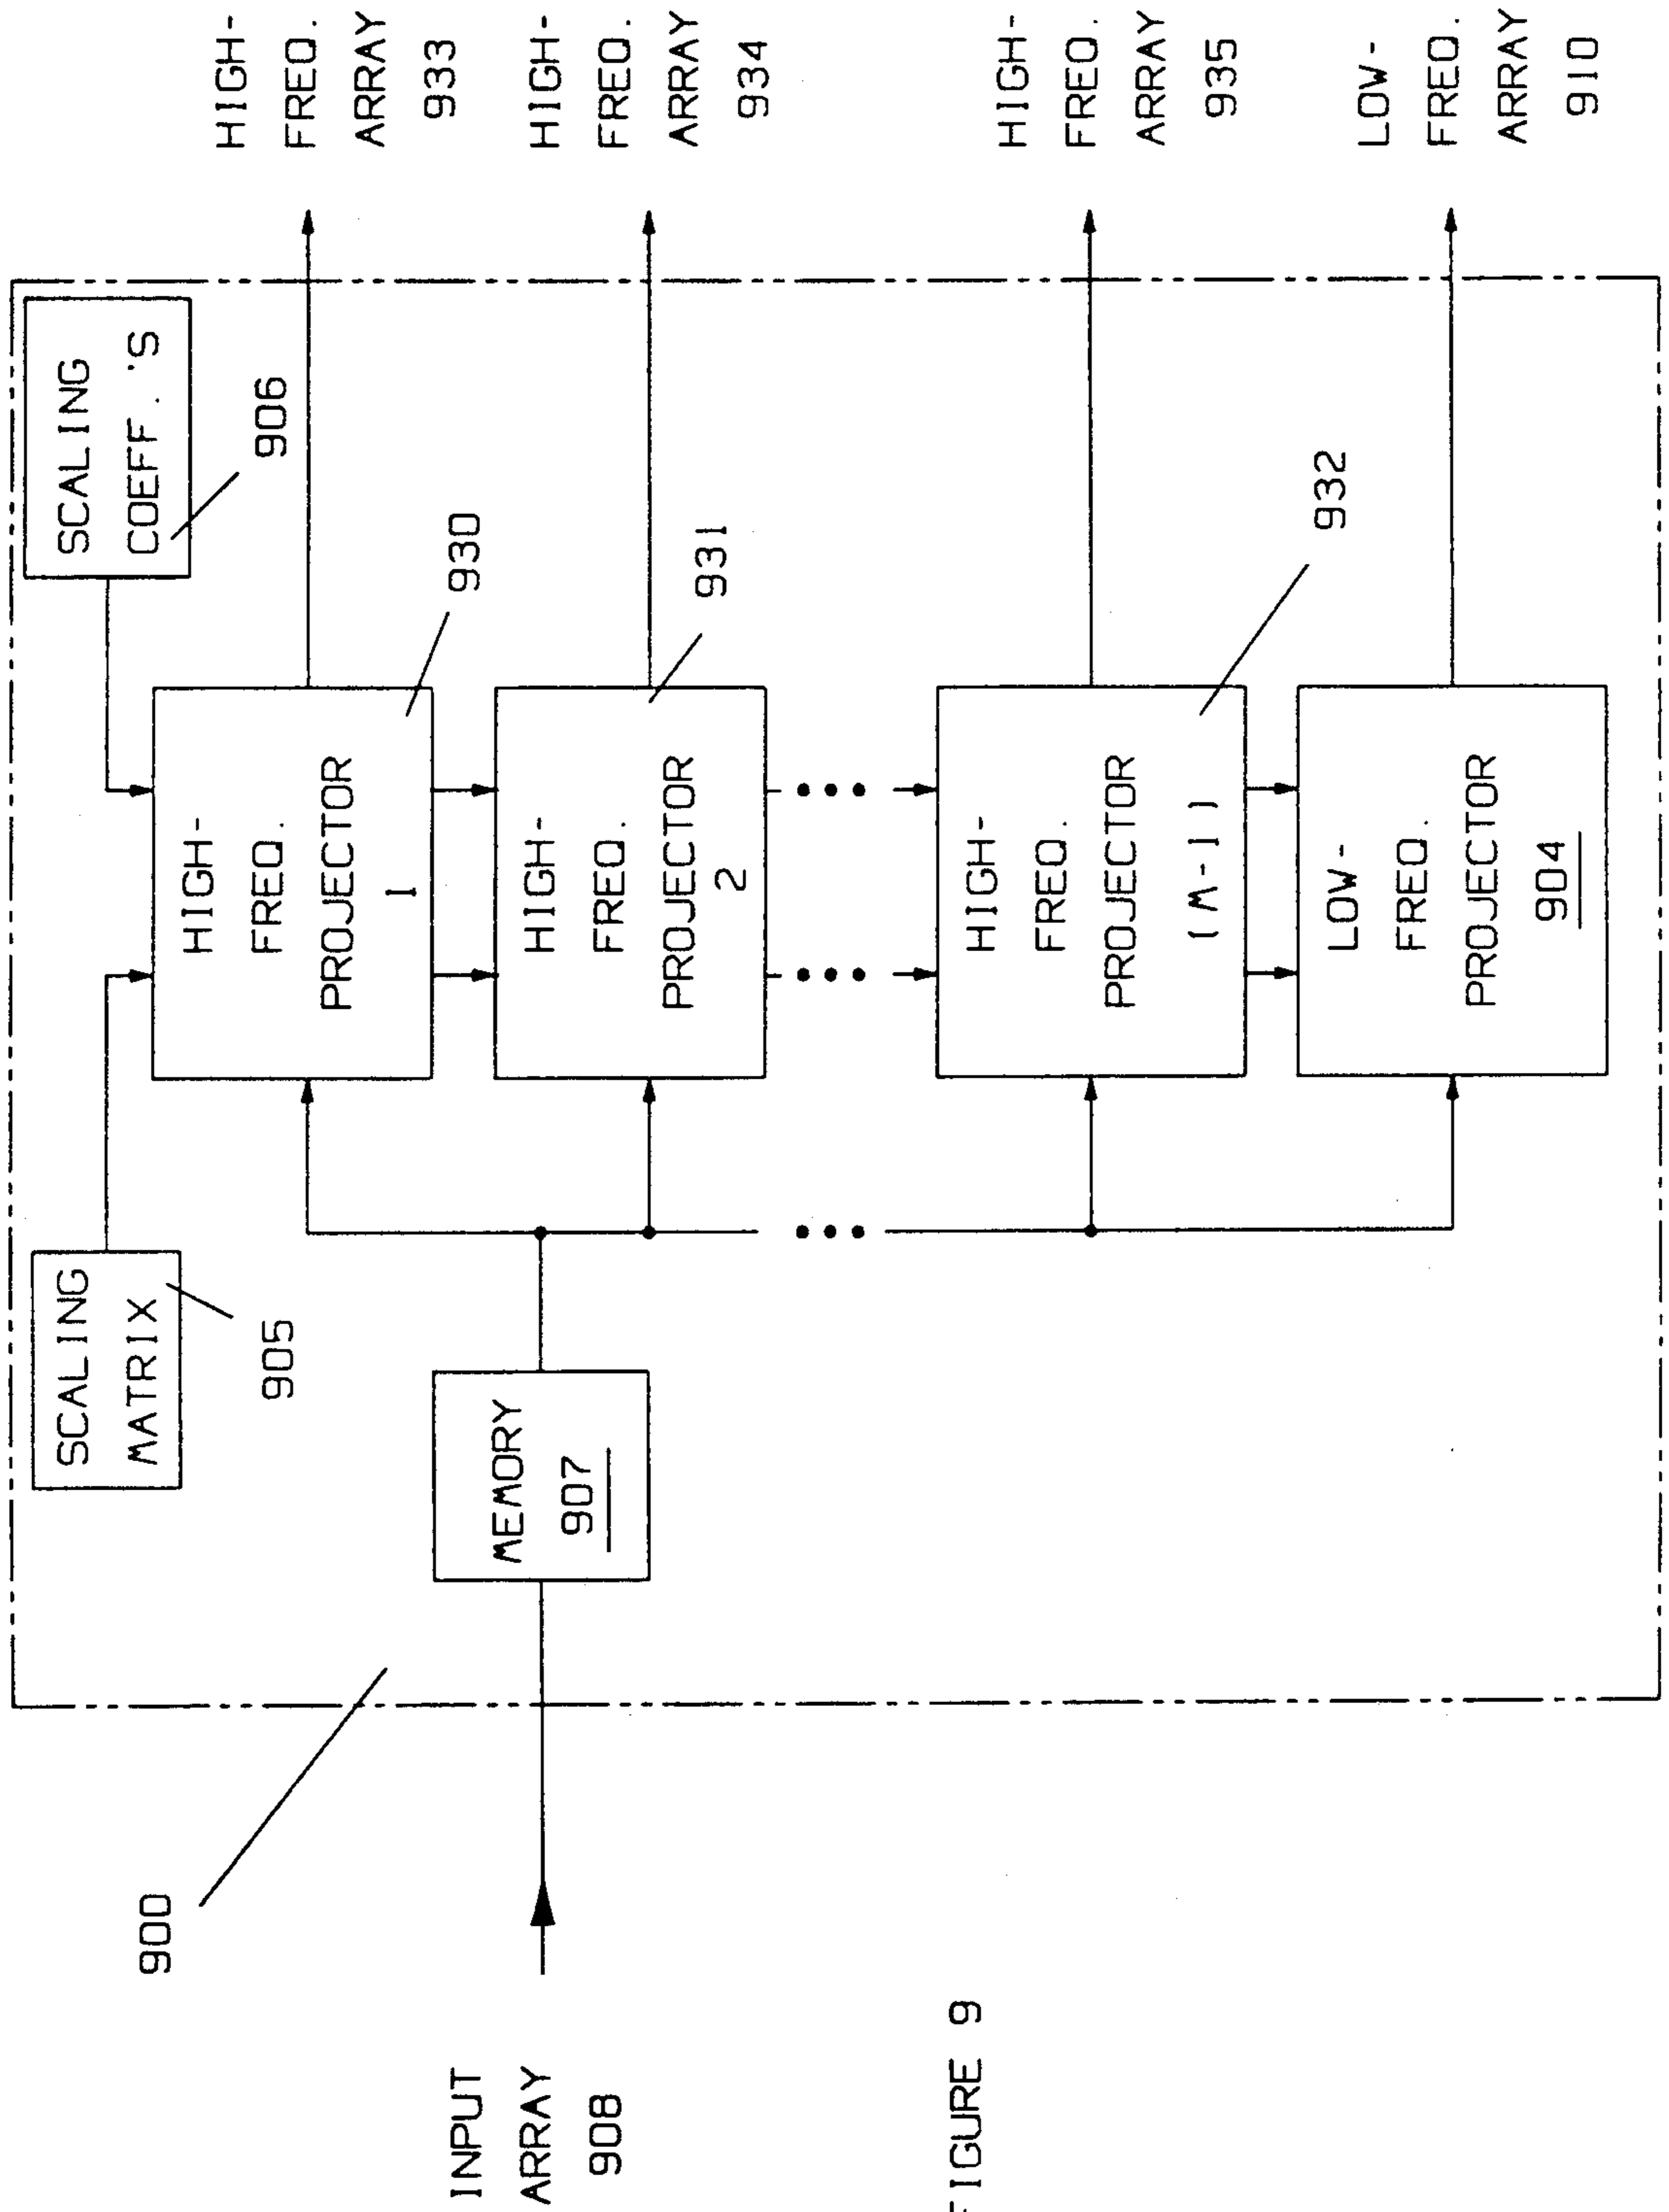 SCALING
MATRIX
905
SCALING
COEFF.'S
906
HIGH-
FREQ.
PROJECTOR
1
930
HIGH-
FREQ.
ARRAY
933
HIGH-
FREQ.
PROJECTOR
2
931
HIGH-
FREQ.
ARRAY
934
900
INPUT
ARRAY
908
MEMORY
907
HIGH-
FREQ.
PROJECTOR
(M-1)
932
HIGH-
FREQ.
ARRAY
935
LOW-
FREQ.
PROJECTOR
904
LOW-
FREQ.
ARRAY
910
FIGURE 9